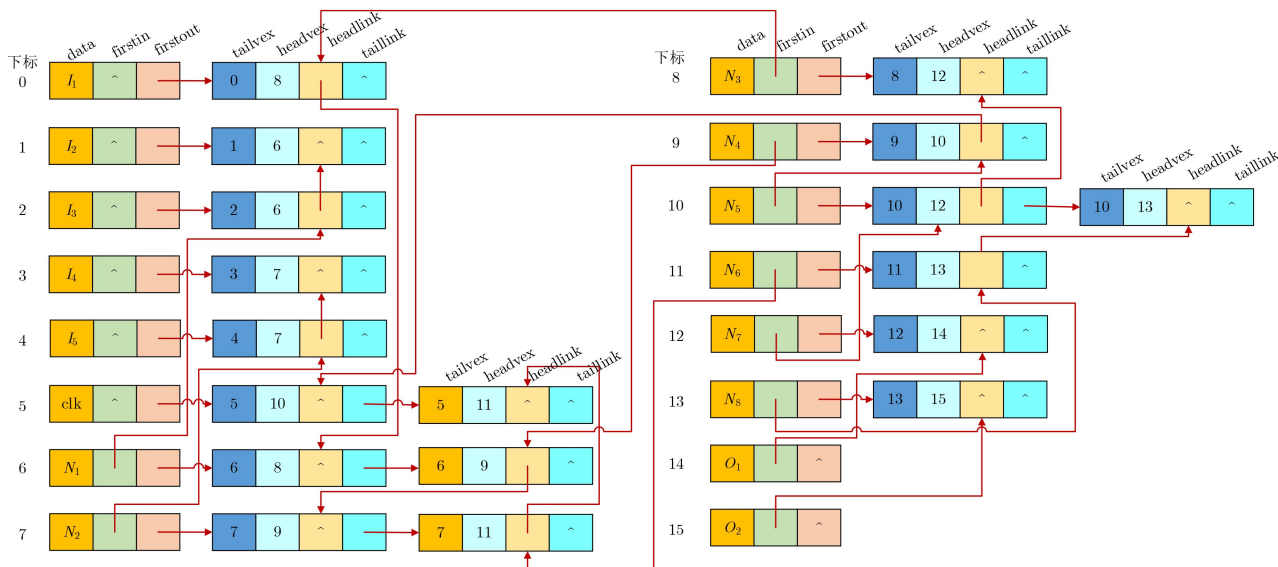 data firstin firstout tailvex headvex headlink taillink
下标
0 I₁ ^ 0 8 ^ ^
1 I₂ ^ 1 6 ^ ^
2 I₃ ^ 2 6 ^
3 I₄ ^ 3 7 ^ ^
4 I₅ ^ 4 7 ^
tailvex headvex headlink taillink
5 clk ^ 5 10 ^ 5 11 ^ ^
6 N₁ 6 8 ^ 6 9 ^
7 N₂ 7 9 ^ 7 11 ^
data firstin firstout tailvex headvex headlink taillink
下标
8 N₃ 8 12 ^ ^
9 N₄ 9 10 ^
tailvex headvex headlink taillink
10 N₅ 10 12 10 13 ^ ^
11 N₆ 11 13 ^
12 N₇ 12 14 ^ ^
13 N₈ 13 15 ^ ^
14 O₁ ^
15 O₂ ^